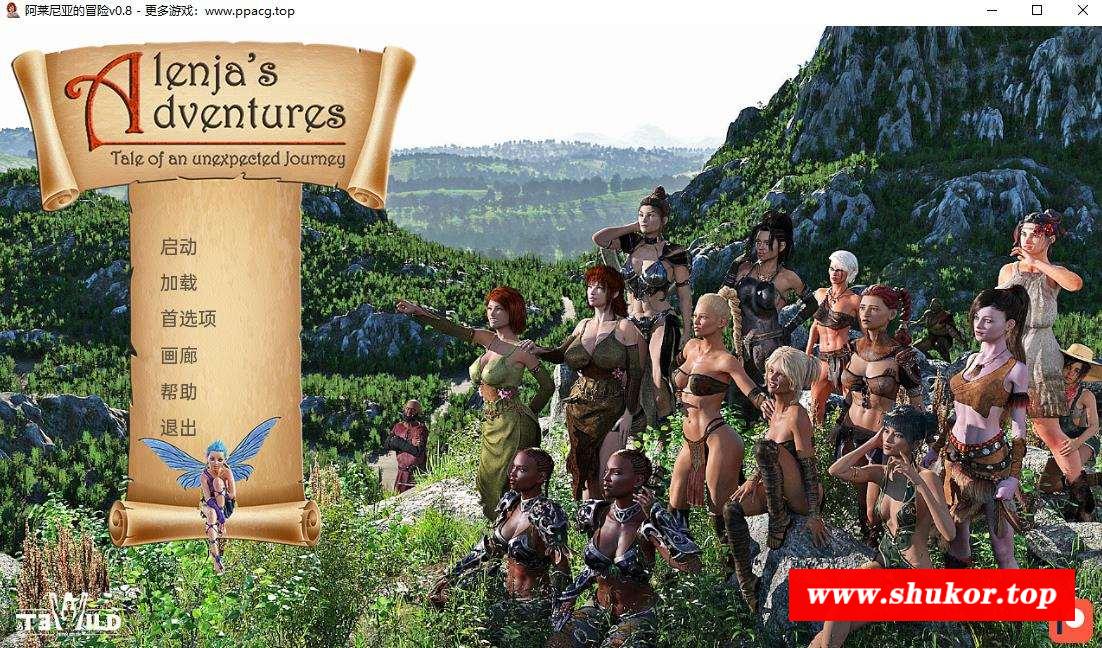 阿莱尼亚的冒险v0.8 - 更多游戏：www.ppacg.top
Alenja's
Adventures
Tale of an unexpected Journey
启动
加载
首选项
画廊
帮助
退出
www.shukor.top